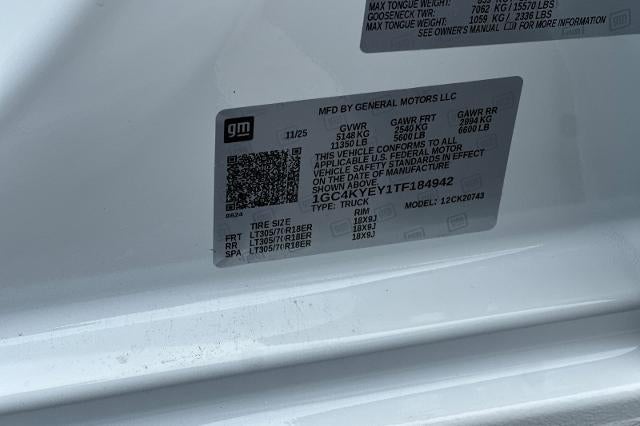 MAX TONGUE WEIGHT:
GOOSENECK TWR: 7062 KG / 15570 LBS
MAX TONGUE WEIGHT: 1059 KG / 2336 LBS
SEE OWNER'S MANUAL FOR MORE INFORMATION
MFD BY GENERAL MOTORS LLC
gm
11/25
GVWR GAWR FRT GAWR RR
5148 KG 2540 KG 2994 KG
11350 LB 5600 LB 6600 LB
THIS VEHICLE CONFORMS TO ALL
APPLICABLE U.S. FEDERAL MOTOR
VEHICLE SAFETY STANDARDS IN EFFECT
ON THE DATE OF MANUFACTURE
SHOWN ABOVE.
1GC4KYEY1TF184942
TYPE: TRUCK MODEL: 12CK20743
TIRE SIZE RIM
FRT LT305/70R18ER 18X9J
RR LT305/70R18ER 18X9J
SPA LT305/70R18ER 18X9J